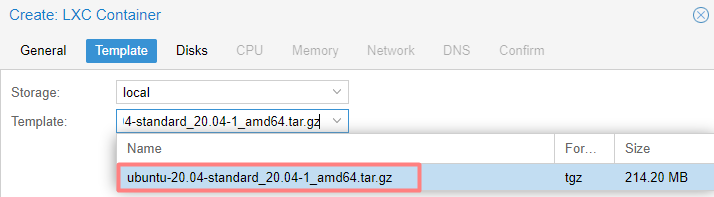 Create: LXC Container
General Template Disks CPU Memory Network DNS Confirm
Storage: local
Template: 4-standard_20.04-1_amd64.tar.gz
Name For... Size
ubuntu-20.04-standard_20.04-1_amd64.tar.gz tgz 214.20 MB